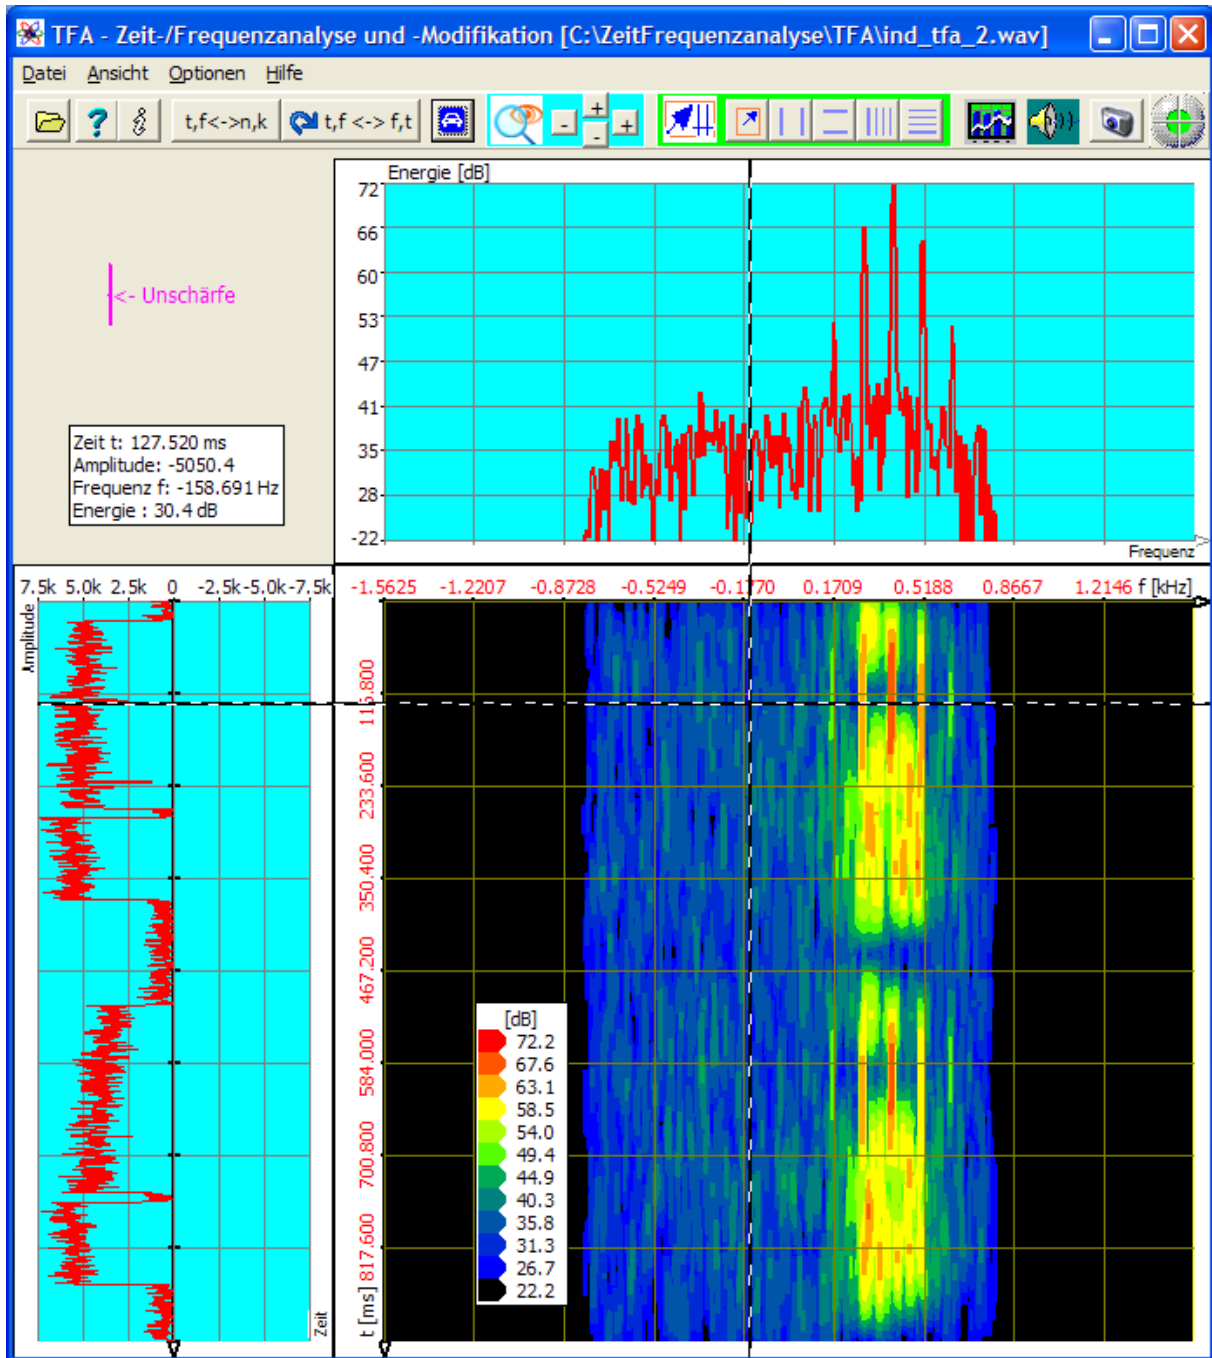 TFA - Zeit-/Frequenzanalyse und -Modifikation [C:\ZeitFrequenzanalyse\TFA\ind_tfa_2.wav]
Datei Ansicht Optionen Hilfe
t,f<->n,k t,f <-> f,t
Energie [dB]
72
66
60
53
47
41
35
28
-22
Frequenz
<- Unschärfe
Zeit t: 127.520 ms
Amplitude: -5050.4
Frequenz f: -158.691 Hz
Energie : 30.4 dB
7.5k 5.0k 2.5k 0 -2.5k -5.0k -7.5k
Amplitude
Zeit
-1.5625 -1.2207 -0.8728 -0.5249 -0.1770 0.1709 0.5188 0.8667 1.2146 f [kHz]
116.800
233.600
350.400
467.200
584.000
700.800
817.600
t [ms]
[dB]
72.2
67.6
63.1
58.5
54.0
49.4
44.9
40.3
35.8
31.3
26.7
22.2